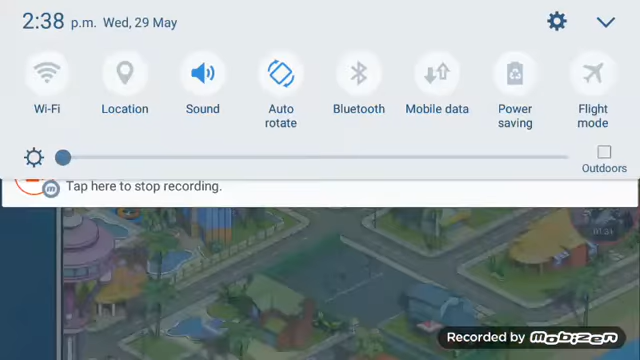 2:38 p.m. Wed, 29 May
Wi-Fi
Location
Sound
Auto rotate
Bluetooth
Mobile data
Power saving
Flight mode
Outdoors
Tap here to stop recording.
Recorded by mobizen